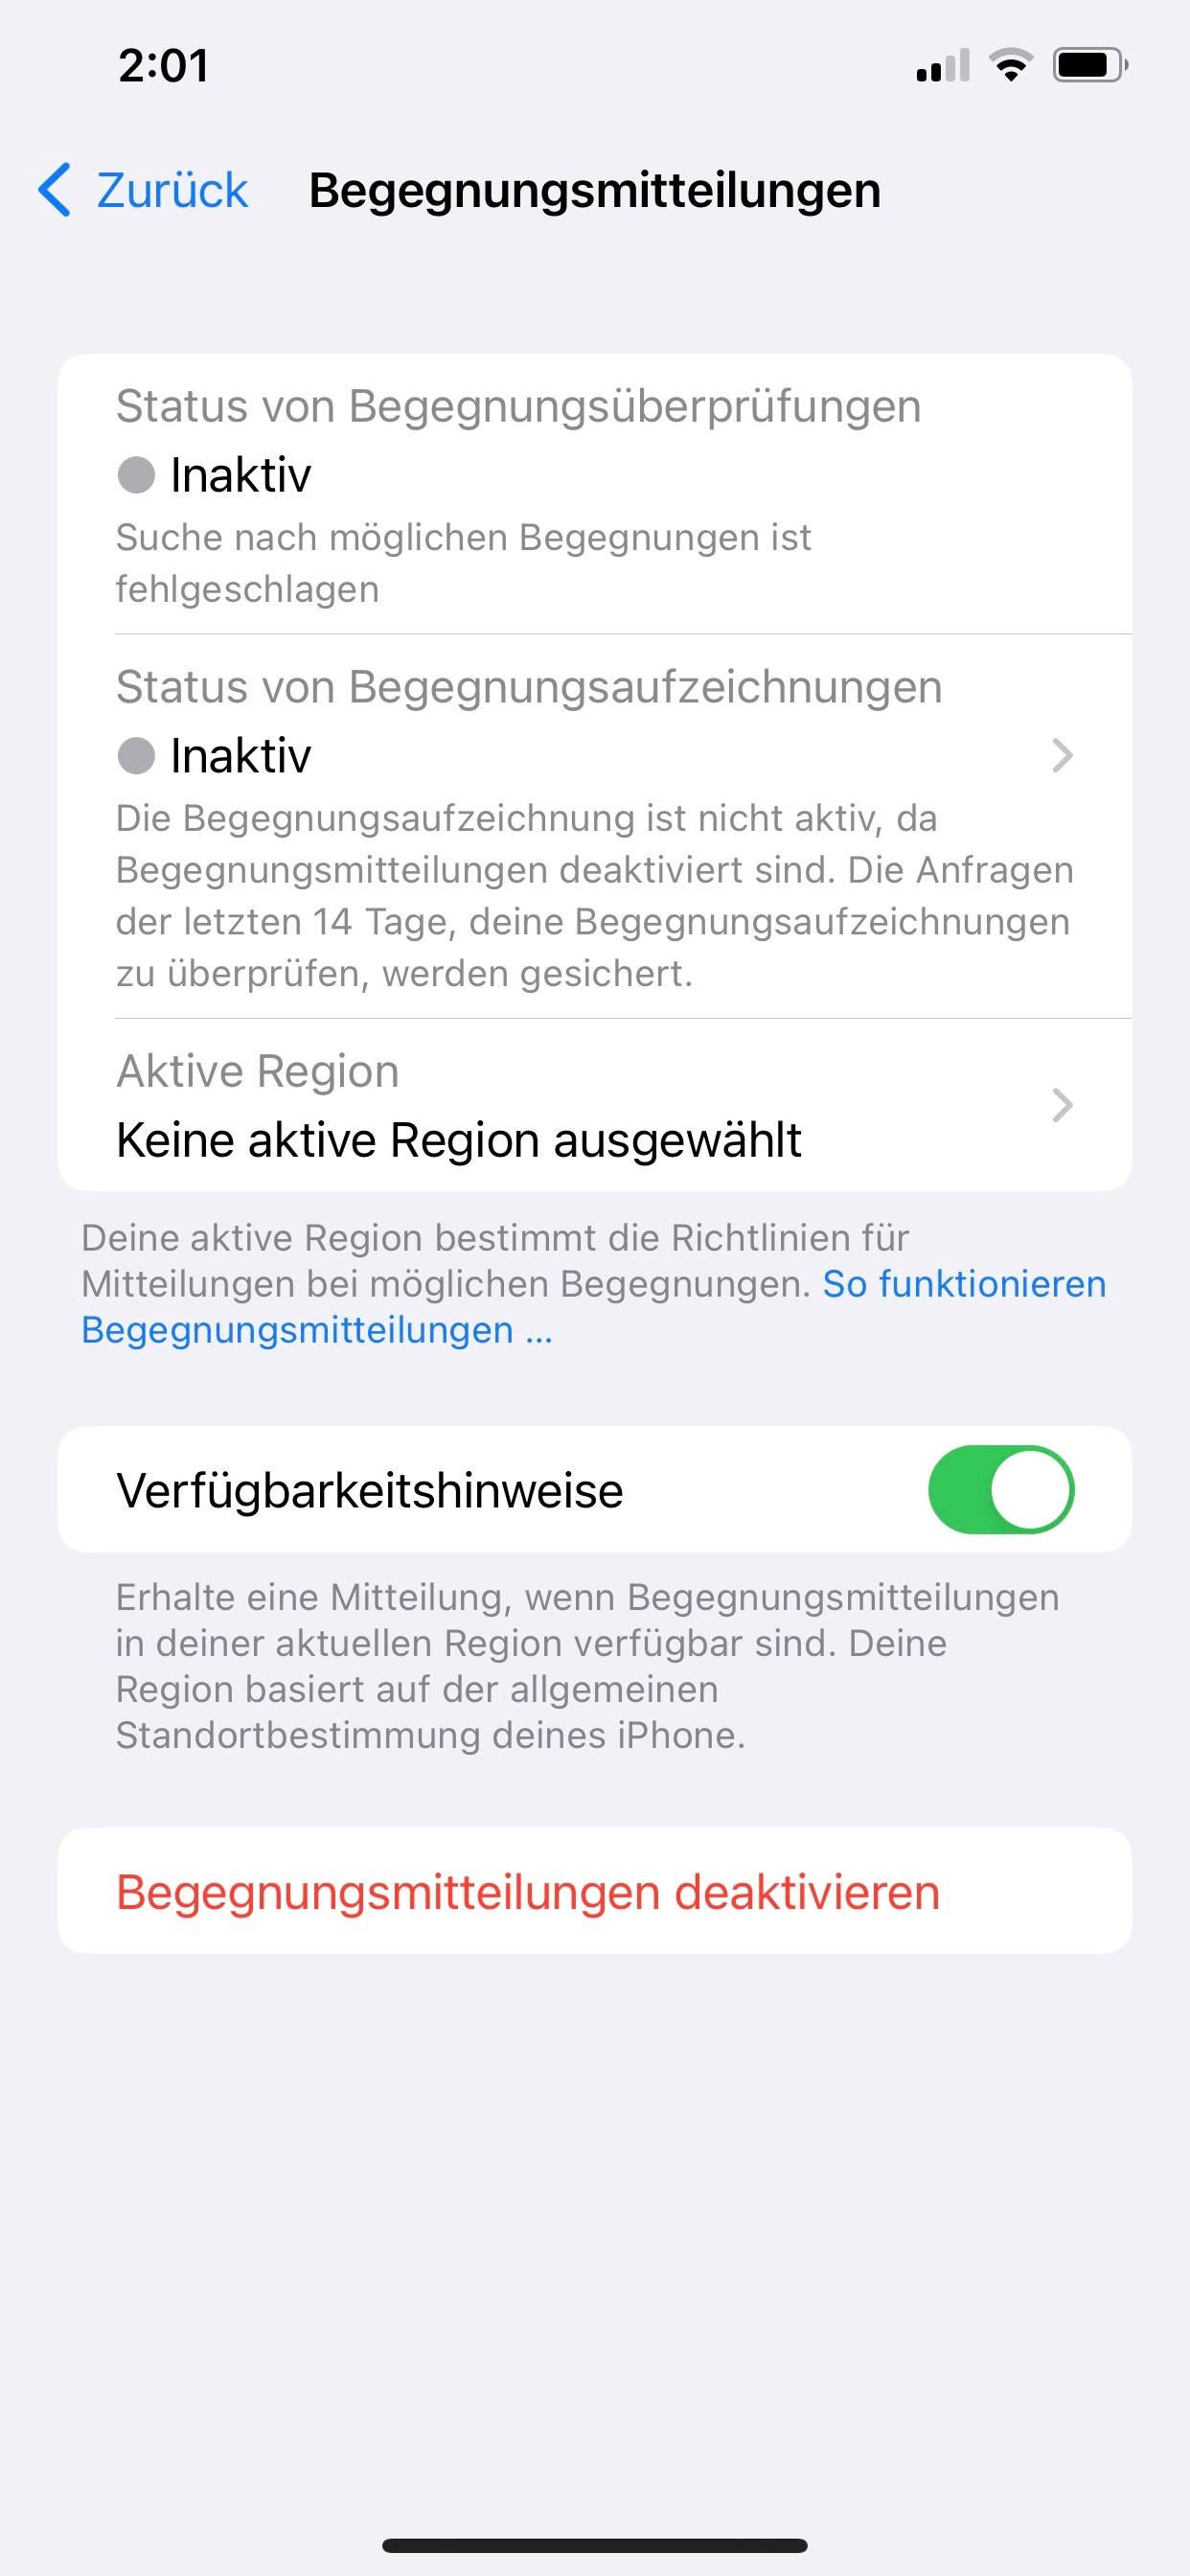 2:01
Zurück Begegnungsmitteilungen
Status von Begegnungsüberprüfungen
Inaktiv
Suche nach möglichen Begegnungen ist
fehlgeschlagen
Status von Begegnungsaufzeichnungen
Inaktiv
Die Begegnungsaufzeichnung ist nicht aktiv, da
Begegnungsmitteilungen deaktiviert sind. Die Anfragen
der letzten 14 Tage, deine Begegnungsaufzeichnungen
zu überprüfen, werden gesichert.
Aktive Region
Keine aktive Region ausgewählt
Deine aktive Region bestimmt die Richtlinien für
Mitteilungen bei möglichen Begegnungen. So funktionieren
Begegnungsmitteilungen ...
Verfügbarkeitshinweise
Erhalte eine Mitteilung, wenn Begegnungsmitteilungen
in deiner aktuellen Region verfügbar sind. Deine
Region basiert auf der allgemeinen
Standortbestimmung deines iPhone.
Begegnungsmitteilungen deaktivieren